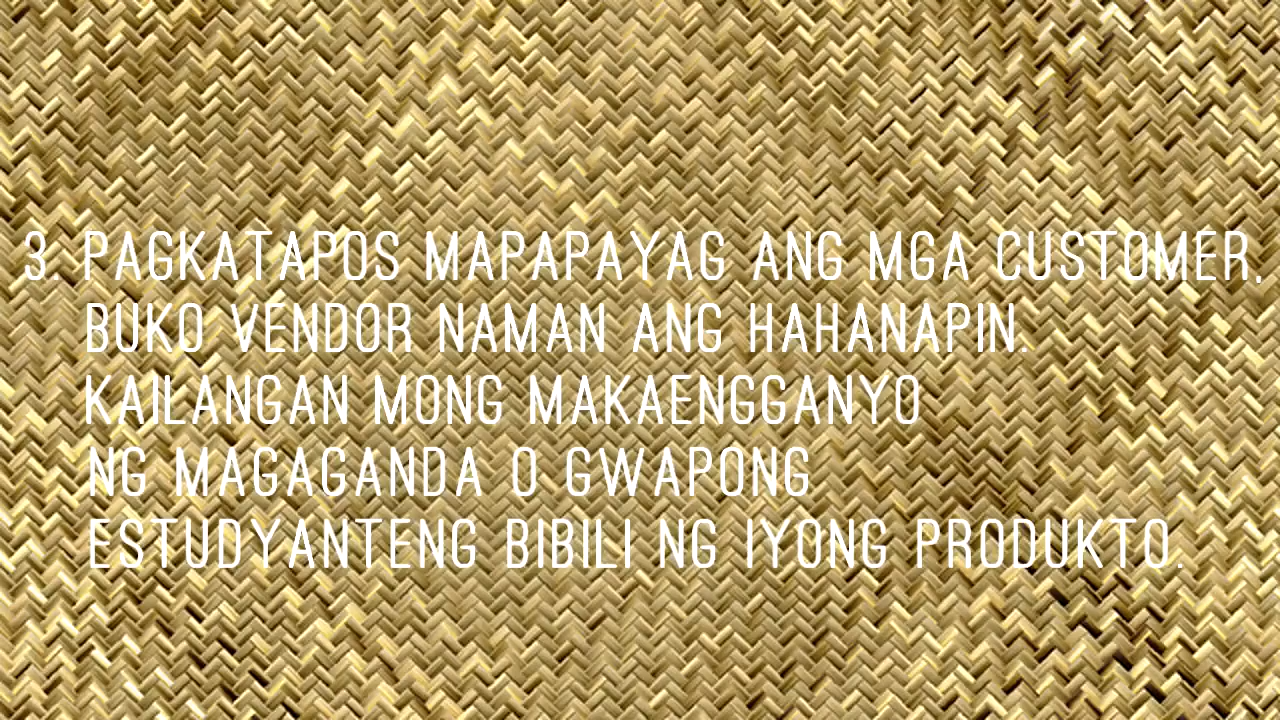 3. PAGKATAPOS MAPAPAYAG ANG MGA CUSTOMER,
BUKO VENDOR NAMAN ANG HAHANAPIN.
KAILANGAN MONG MAKAENGGANYO
NG MAGAGANDA O GWAPONG
ESTUDYANTENG BIBILI NG IYONG PRODUKTO.